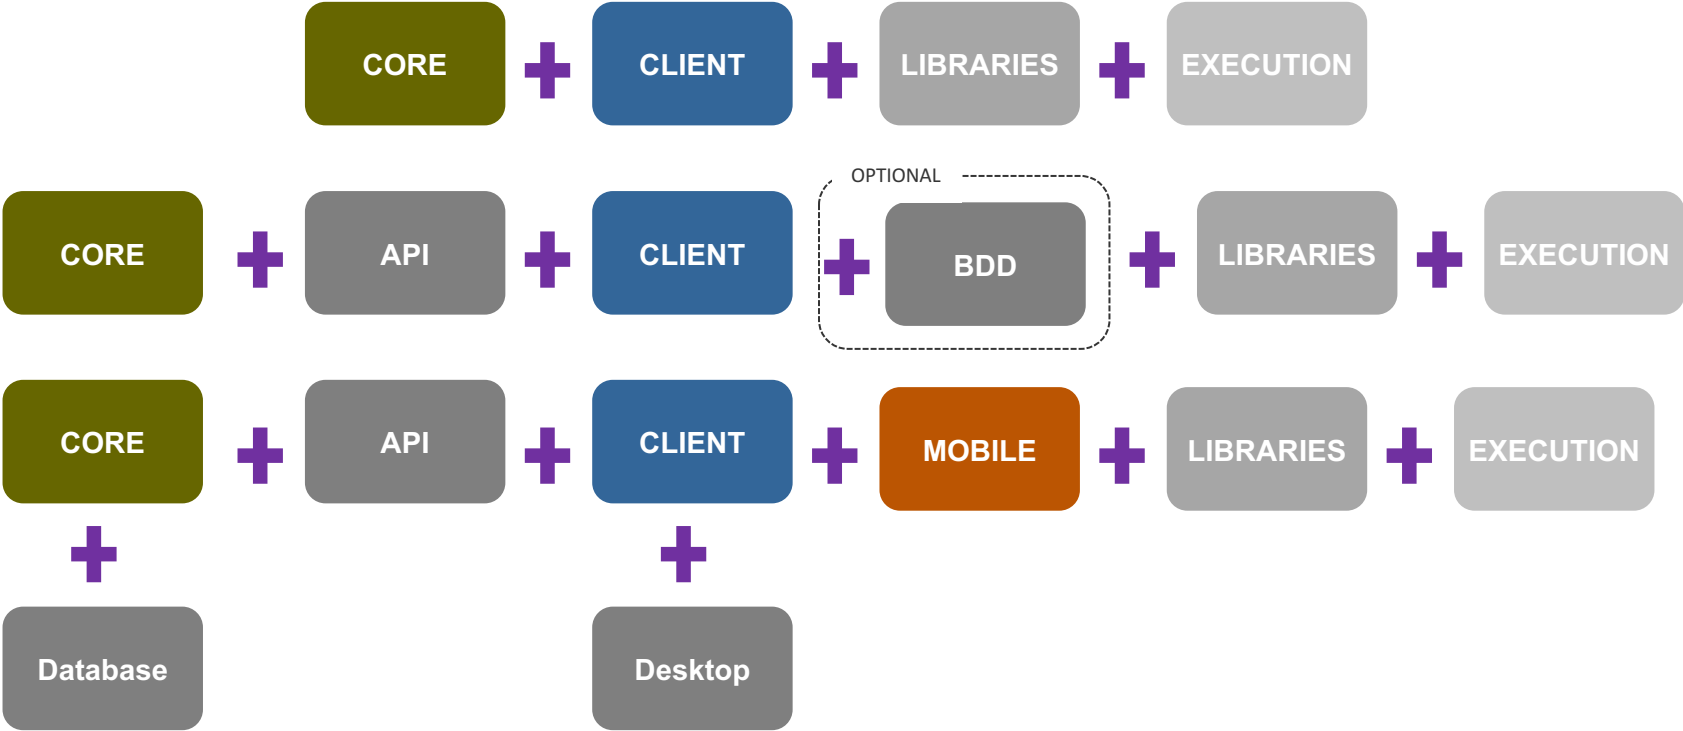 CORE
CLIENT
LIBRARIES
EXECUTION
OPTIONAL
CORE
API
CLIENT
BDD
LIBRARIES
EXECUTION
CORE
API
CLIENT
MOBILE
LIBRARIES
EXECUTION
Database
Desktop